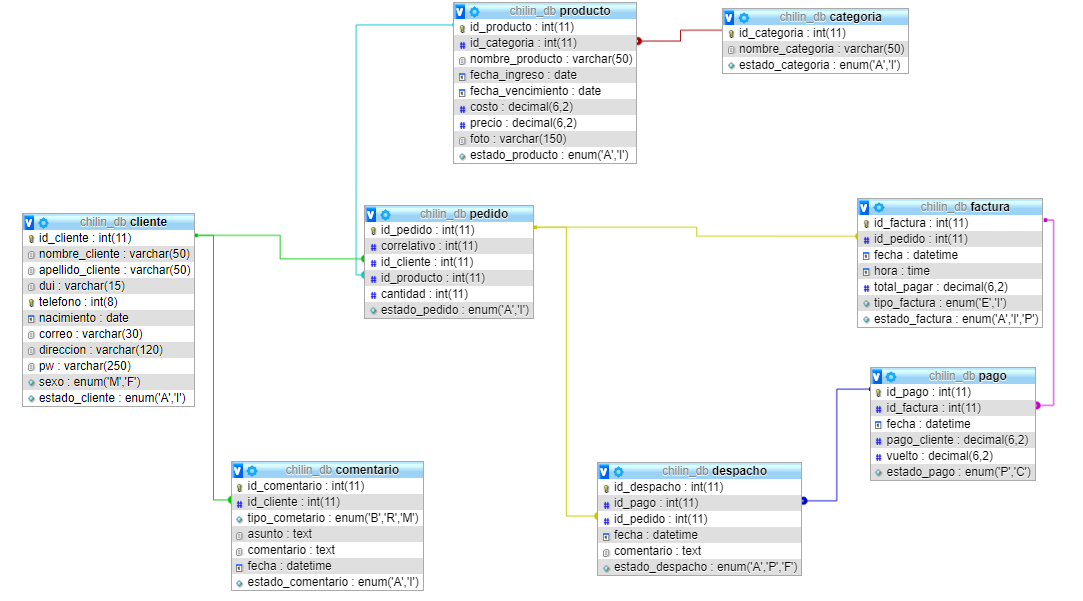 chilin_db producto
id_producto : int(11)
id_categoria : int(11)
nombre_producto : varchar(50)
fecha_ingreso : date
fecha_vencimiento : date
costo : decimal(6,2)
precio : decimal(6,2)
foto : varchar(150)
estado_producto : enum('A','I')
chilin_db categoria
id_categoria : int(11)
nombre_categoria : varchar(50)
estado_categoria : enum('A','I')
chilin_db cliente
id_cliente : int(11)
nombre_cliente : varchar(50)
apellido_cliente : varchar(50)
dui : varchar(15)
telefono : int(8)
nacimiento : date
correo : varchar(30)
direccion : varchar(120)
pw : varchar(250)
sexo : enum('M','F')
estado_cliente : enum('A','I')
chilin_db pedido
id_pedido : int(11)
correlativo : int(11)
id_cliente : int(11)
id_producto : int(11)
cantidad : int(11)
estado_pedido : enum('A','I')
chilin_db factura
id_factura : int(11)
id_pedido : int(11)
fecha : datetime
hora : time
total_pagar : decimal(6,2)
tipo_factura : enum('E','I')
estado_factura : enum('A','I','P')
chilin_db pago
id_pago : int(11)
id_factura : int(11)
fecha : datetime
pago_cliente : decimal(6,2)
vuelto : decimal(6,2)
estado_pago : enum('P','C')
chilin_db comentario
id_comentario : int(11)
id_cliente : int(11)
tipo_cometario : enum('B','R','M')
asunto : text
comentario : text
fecha : datetime
estado_comentario : enum('A','I')
chilin_db despacho
id_despacho : int(11)
id_pago : int(11)
id_pedido : int(11)
fecha : datetime
comentario : text
estado_despacho : enum('A','P','F')